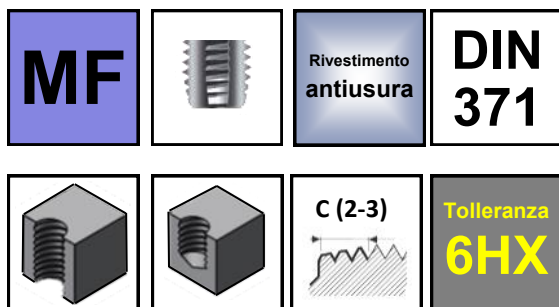 MF
Rivestimento
antiusura
DIN
371
C (2-3)
Tolleranza
6HX